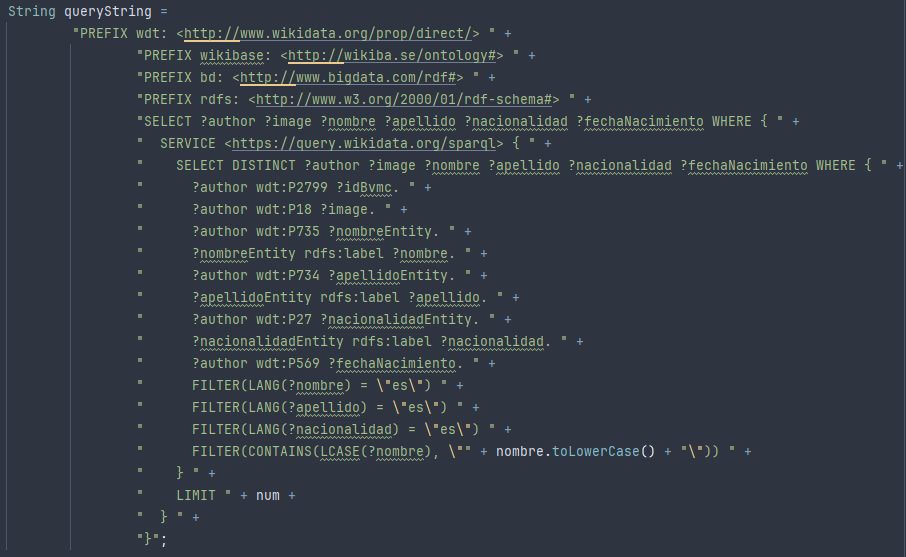 String queryString =
"PREFIX wdt: <http://www.wikidata.org/prop/direct/> " +
"PREFIX wikibase: <http://wikiba.se/ontology#> " +
"PREFIX bd: <http://www.bigdata.com/rdf#> " +
"PREFIX rdfs: <http://www.w3.org/2000/01/rdf-schema#> " +
"SELECT ?author ?image ?nombre ?apellido ?nacionalidad ?fechaNacimiento WHERE { " +
"  SERVICE <https://query.wikidata.org/sparql> { " +
"    SELECT DISTINCT ?author ?image ?nombre ?apellido ?nacionalidad ?fechaNacimiento WHERE { " +
"      ?author wdt:P2799 ?idBvmc. " +
"      ?author wdt:P18 ?image. " +
"      ?author wdt:P735 ?nombreEntity. " +
"      ?nombreEntity rdfs:label ?nombre. " +
"      ?author wdt:P734 ?apellidoEntity. " +
"      ?apellidoEntity rdfs:label ?apellido. " +
"      ?author wdt:P27 ?nacionalidadEntity. " +
"      ?nacionalidadEntity rdfs:label ?nacionalidad. " +
"      ?author wdt:P569 ?fechaNacimiento. " +
"      FILTER(LANG(?nombre) = \"es\") " +
"      FILTER(LANG(?apellido) = \"es\") " +
"      FILTER(LANG(?nacionalidad) = \"es\") " +
"      FILTER(CONTAINS(LCASE(?nombre), \"" + nombre.toLowerCase() + "\")) " +
"    } " +
"    LIMIT " + num +
"  } " +
"}";